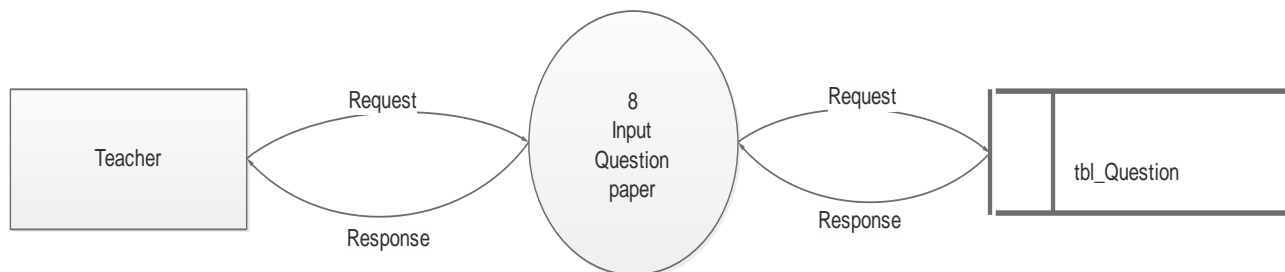 Teacher
Request
Response
8
Input
Question
paper
Request
Response
tbl_Question